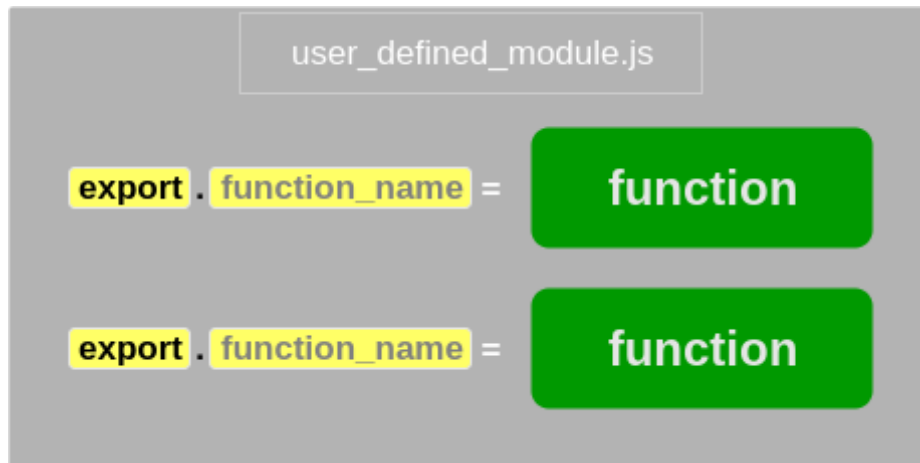 user_defined_module.js
export . function_name = function
export . function_name = function